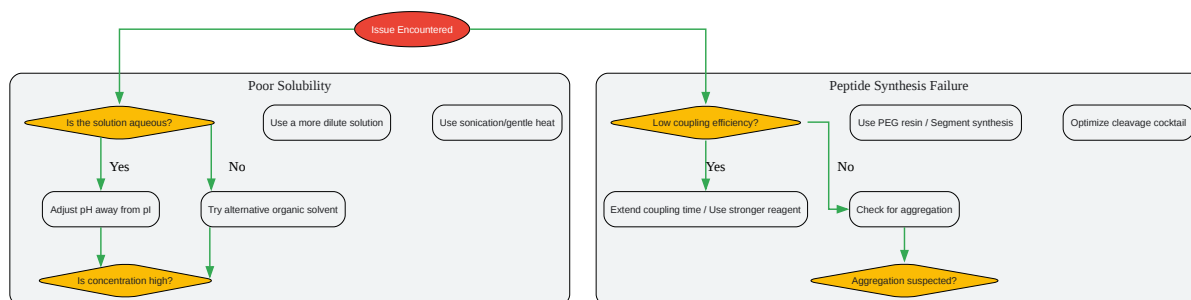 Issue Encountered
Poor Solubility
Is the solution aqueous?
Use a more dilute solution
Use sonication/gentle heat
Yes
No
Adjust pH away from pI
Try alternative organic solvent
Is concentration high?
Peptide Synthesis Failure
Low coupling efficiency?
Use PEG resin / Segment synthesis
Optimize cleavage cocktail
Yes
No
Extend coupling time / Use stronger reagent
Check for aggregation
Aggregation suspected?